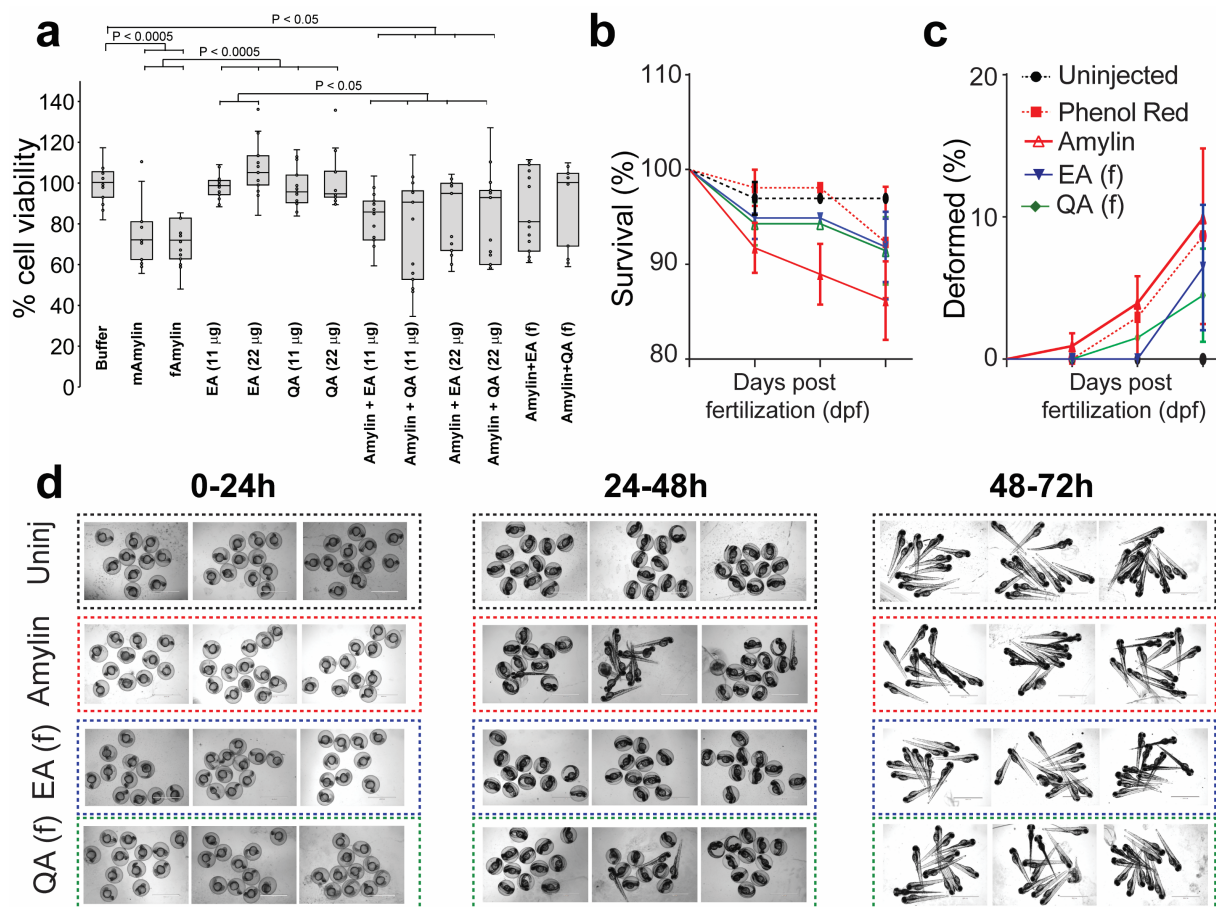 a
P < 0.05
P < 0.0005
P < 0.0005
P < 0.05
% cell viability
140
120
100
80
60
40
20
0
Buffer
mAmylin
fAmylin
EA (11 µg)
EA (22 µg)
QA (11 µg)
QA (22 µg)
Amylin + EA (11 µg)
Amylin + QA (11 µg)
Amylin + EA (22 µg)
Amylin + QA (22 µg)
Amylin+EA (f)
Amylin+QA (f)
b
Survival (%)
110
100
90
80
Days post
fertilization (dpf)
c
Deformed (%)
20
10
0
Uninjected
Phenol Red
Amylin
EA (f)
QA (f)
Days post
fertilization (dpf)
d
0-24h
24-48h
48-72h
Uninj
Amylin
EA (f)
QA (f)